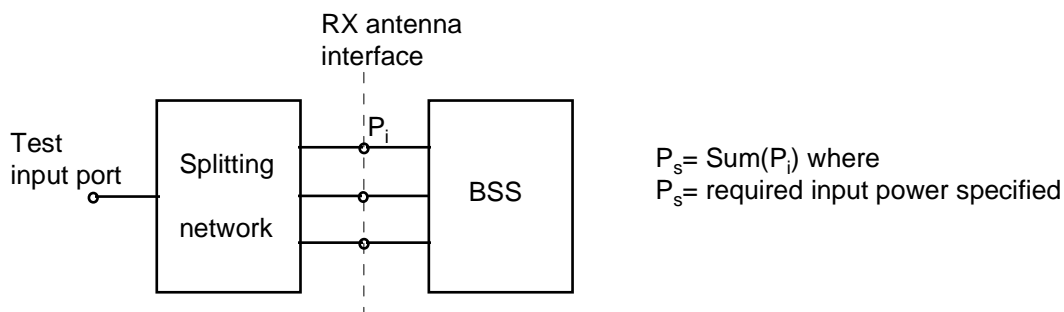 RX antenna
interface
P_i
Test
input port
Splitting
network
BSS
P_s= Sum(P_i) where
P_s= required input power specified